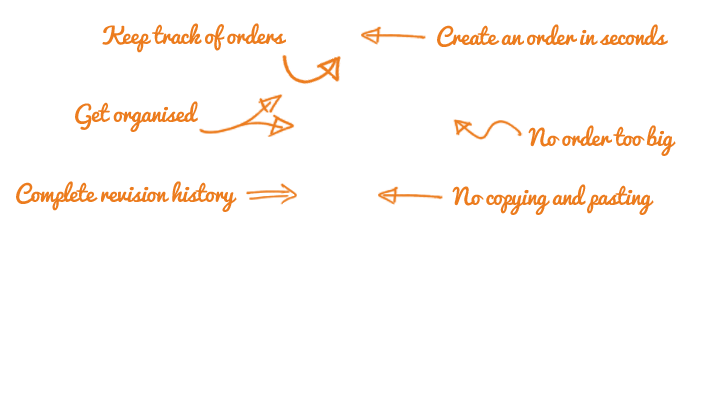 Keep track of orders
Create an order in seconds
Get organised
No order too big
Complete revision history
No copying and pasting